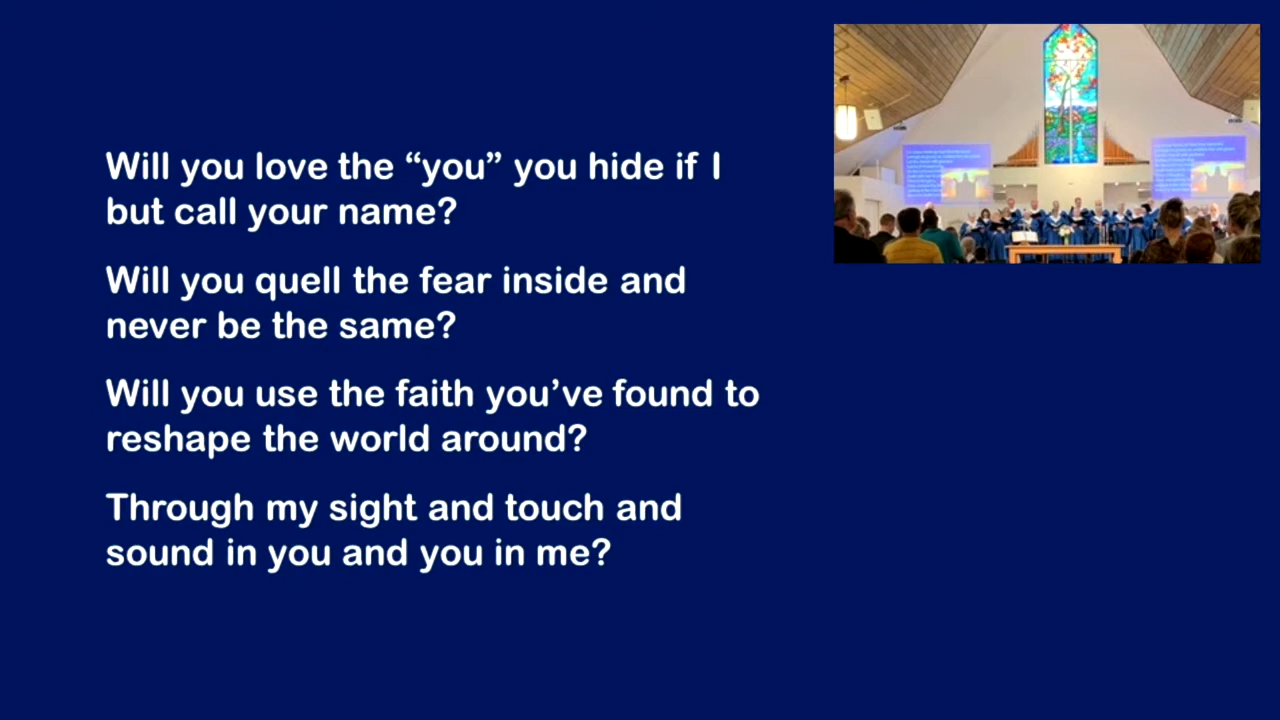 Will you love the “you” you hide if I
but call your name?
Will you quell the fear inside and
never be the same?
Will you use the faith you’ve found to
reshape the world around?
Through my sight and touch and
sound in you and you in me?